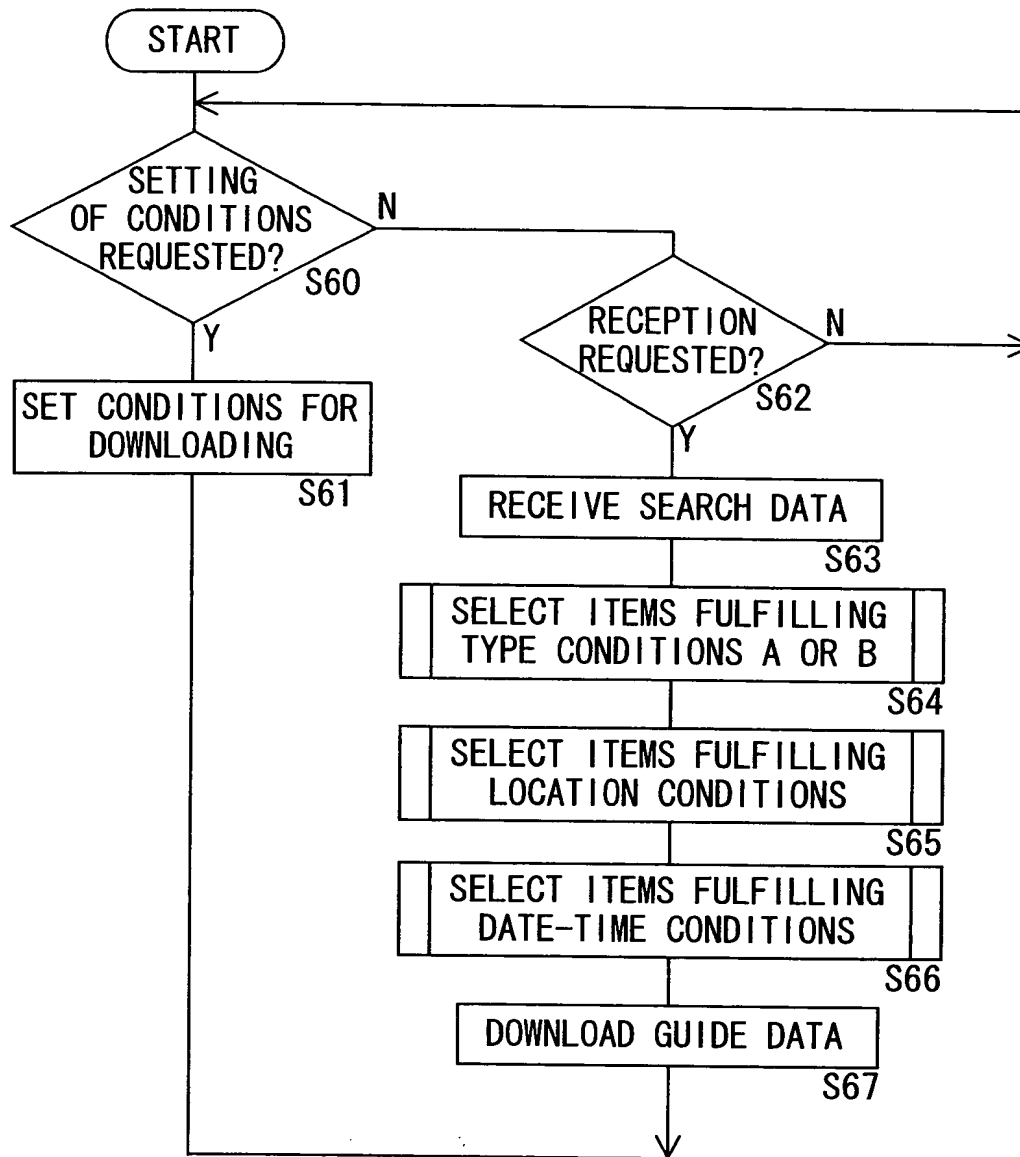 START
SETTING
OF CONDITIONS
REQUESTED?
N
S60
Y
RECEPTION
REQUESTED?
N
S62
Y
SET CONDITIONS FOR
DOWNLOADING
S61
RECEIVE SEARCH DATA
S63
SELECT ITEMS FULFILLING
TYPE CONDITIONS A OR B
S64
SELECT ITEMS FULFILLING
LOCATION CONDITIONS
S65
SELECT ITEMS FULFILLING
DATE-TIME CONDITIONS
S66
DOWNLOAD GUIDE DATA
S67